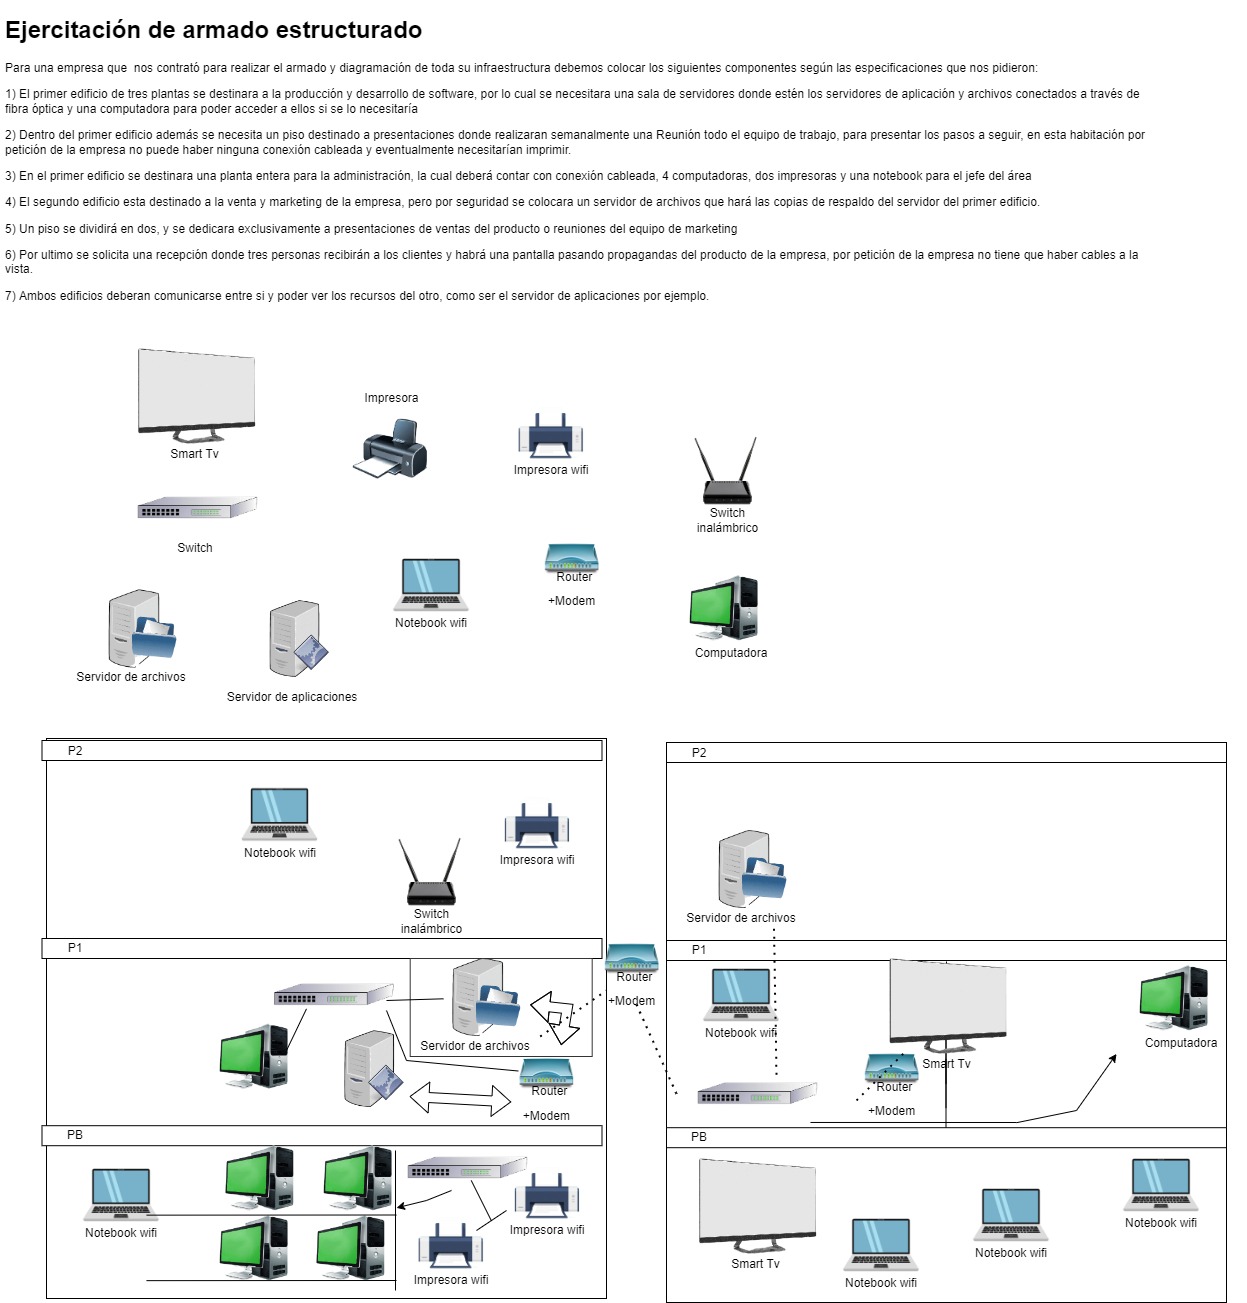 Ejercitación de armado estructurado
Para una empresa que  nos contrató para realizar el armado y diagramación de toda su infraestructura debemos colocar los siguientes componentes según las especificaciones que nos pidieron:
1) El primer edificio de tres plantas se destinara a la producción y desarrollo de software, por lo cual se necesitara una sala de servidores donde estén los servidores de aplicación y archivos conectados a través de
fibra óptica y una computadora para poder acceder a ellos si se lo necesitaría
2) Dentro del primer edificio además se necesita un piso destinado a presentaciones donde realizaran semanalmente una Reunión todo el equipo de trabajo, para presentar los pasos a seguir, en esta habitación por
petición de la empresa no puede haber ninguna conexión cableada y eventualmente necesitarían imprimir.
3) En el primer edificio se destinara una planta entera para la administración, la cual deberá contar con conexión cableada, 4 computadoras, dos impresoras y una notebook para el jefe del área
4) El segundo edificio esta destinado a la venta y marketing de la empresa, pero por seguridad se colocara un servidor de archivos que hará las copias de respaldo del servidor del primer edificio.
5) Un piso se dividirá en dos, y se dedicara exclusivamente a presentaciones de ventas del producto o reuniones del equipo de marketing
6) Por ultimo se solicita una recepción donde tres personas recibirán a los clientes y habrá una pantalla pasando propagandas del producto de la empresa, por petición de la empresa no tiene que haber cables a la
vista.
7) Ambos edificios deberan comunicarse entre si y poder ver los recursos del otro, como ser el servidor de aplicaciones por ejemplo.
Impresora
Smart Tv
Impresora wifi
Switch
inalámbrico
Switch
Router
+Modem
Notebook wifi
Computadora
Servidor de archivos
Servidor de aplicaciones
P2
Notebook wifi
Impresora wifi
Switch
inalámbrico
P1
Router
+Modem
Servidor de archivos
Router
+Modem
PB
Notebook wifi
Impresora wifi
Impresora wifi
P2
Servidor de archivos
P1
Notebook wifi
Computadora
Smart Tv
Router
+Modem
PB
Notebook wifi
Notebook wifi
Smart Tv
Notebook wifi